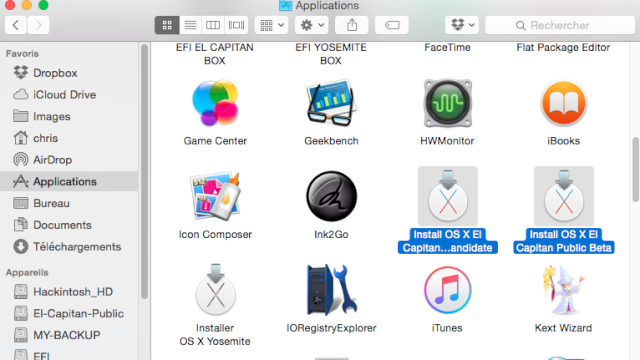 Applications
Rechercher
Favoris
Dropbox
iCloud Drive
Images
chris
AirDrop
Applications
Bureau
Documents
Téléchargements
Appareils
Hackintosh_HD
El-Capitan-Public
MY-BACKUP
EFI
EFI EL CAPITAN
BOX
EFI YOSEMITE
BOX
FaceTime
Flat Package Editor
Game Center
Geekbench
HWMonitor
iBooks
Icon Composer
Ink2Go
Install OS X El
Capitan...andidate
Install OS X El
Capitan Public Beta
Installer
OS X Yosemite
IORegistryExplorer
iTunes
Kext Wizard